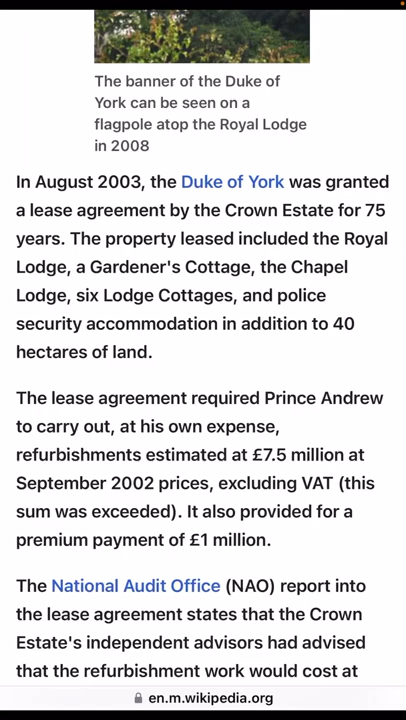 The banner of the Duke of
York can be seen on a
flagpole atop the Royal Lodge
in 2008
In August 2003, the Duke of York was granted
a lease agreement by the Crown Estate for 75
years. The property leased included the Royal
Lodge, a Gardener's Cottage, the Chapel
Lodge, six Lodge Cottages, and police
security accommodation in addition to 40
hectares of land.
The lease agreement required Prince Andrew
to carry out, at his own expense,
refurbishments estimated at £7.5 million at
September 2002 prices, excluding VAT (this
sum was exceeded). It also provided for a
premium payment of £1 million.
The National Audit Office (NAO) report into
the lease agreement states that the Crown
Estate's independent advisors had advised
that the refurbishment work would cost at
en.m.wikipedia.org